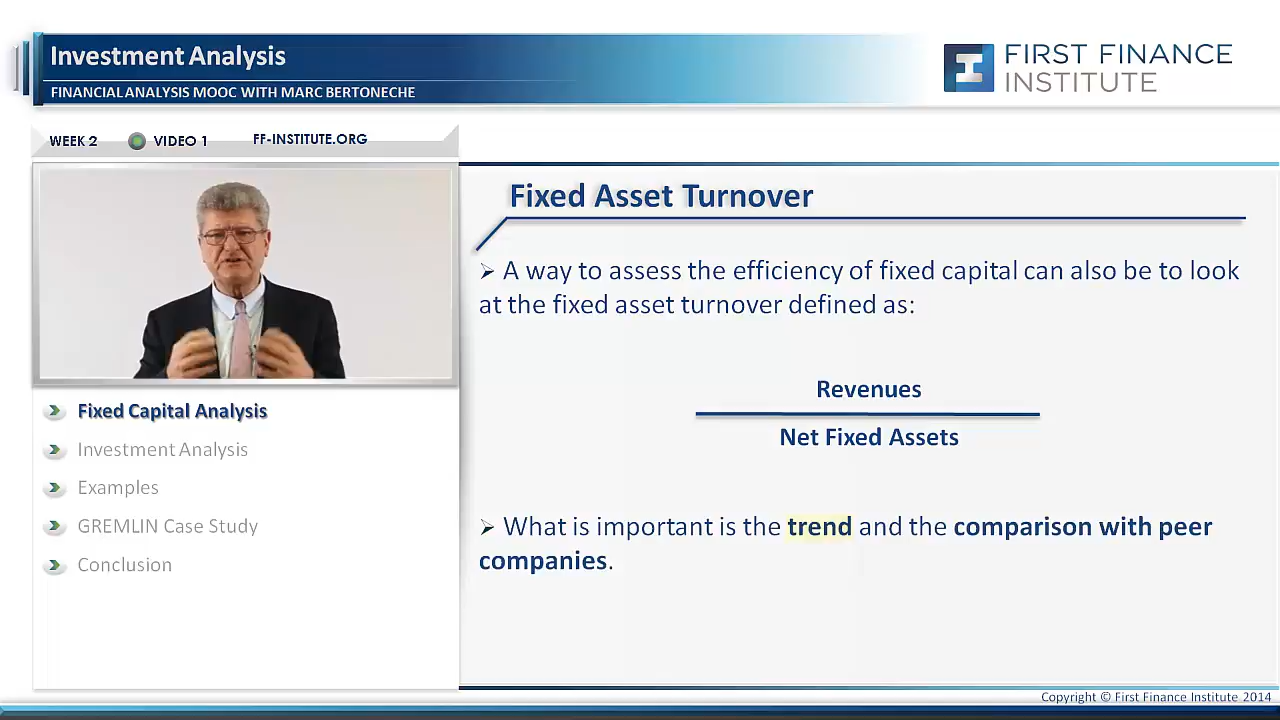 Investment Analysis
FINANCIAL ANALYSIS MOOC WITH MARC BERTONECHE
FIRST FINANCE
INSTITUTE
WEEK 2
VIDEO 1
FF-INSTITUTE.ORG
Fixed Capital Analysis
Investment Analysis
Examples
GREMLIN Case Study
Conclusion
Fixed Asset Turnover
A way to assess the efficiency of fixed capital can also be to look
at the fixed asset turnover defined as:
Revenues
Net Fixed Assets
What is important is the trend and the comparison with peer
companies.
Copyright © First Finance Institute 2014